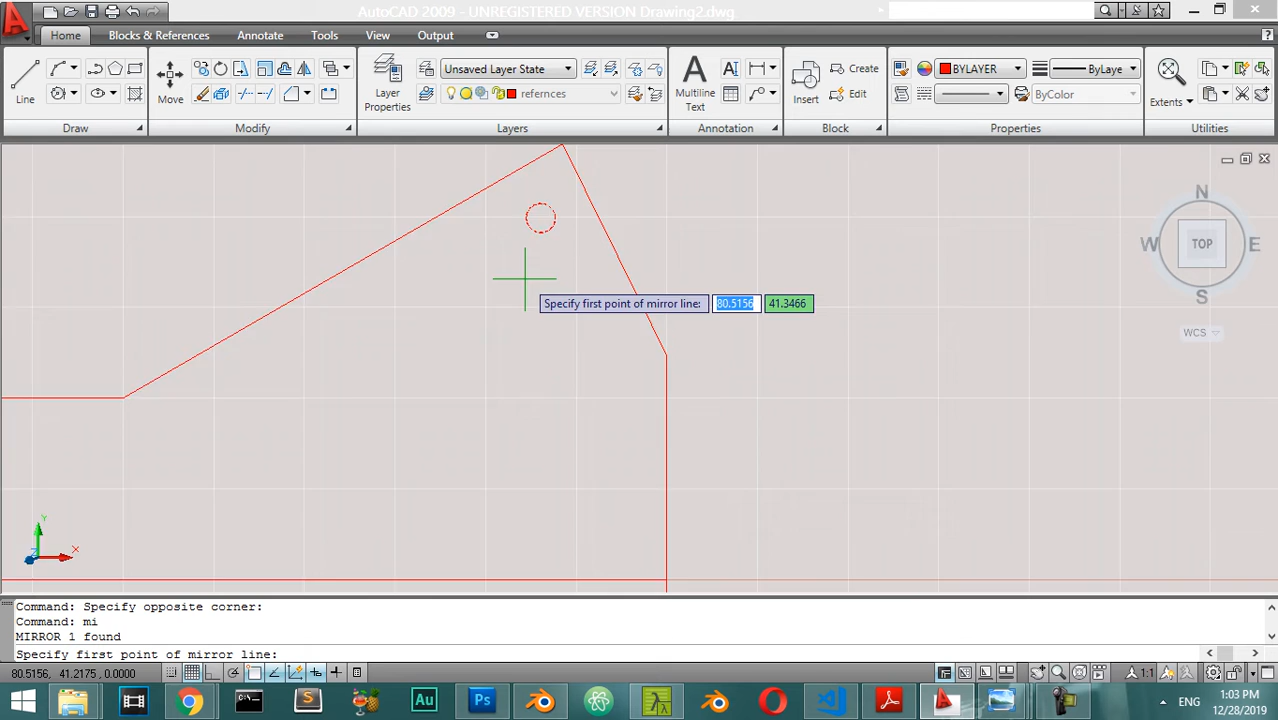 AutoCAD 2009 - UNREGISTERED VERSION Drawing2.dwg
Home Blocks & References Annotate Tools View Output
Line
Move
Layer Properties
Unsaved Layer State
refernces
Multiline Text
Insert
Create
Edit
BYLAYER
ByLaye
ByColor
Extents
Draw Modify Layers Annotation Block Properties Utilities
N
W TOP E
S
WCS
Specify first point of mirror line: 80.5156 41.3466
Y
X
Z
Command: Specify opposite corner:
Command: mi
MIRROR 1 found
Specify first point of mirror line:
80.5156, 41.2175, 0.0000
1:1
Au Ps
ENG
1:03 PM
12/28/2019